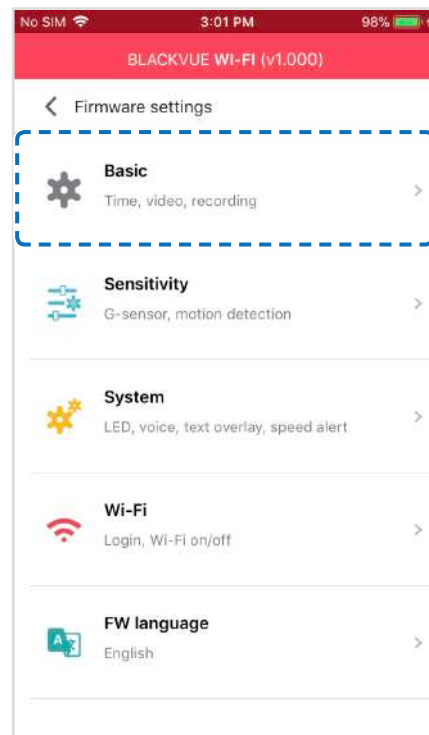 No SIM 3:01 PM 98%
BLACKVUE WI-FI (v1.000)
Firmware settings
Basic
Time, video, recording
Sensitivity
G-sensor, motion detection
System
LED, voice, text overlay, speed alert
Wi-Fi
Login, Wi-Fi on/off
FW language
English